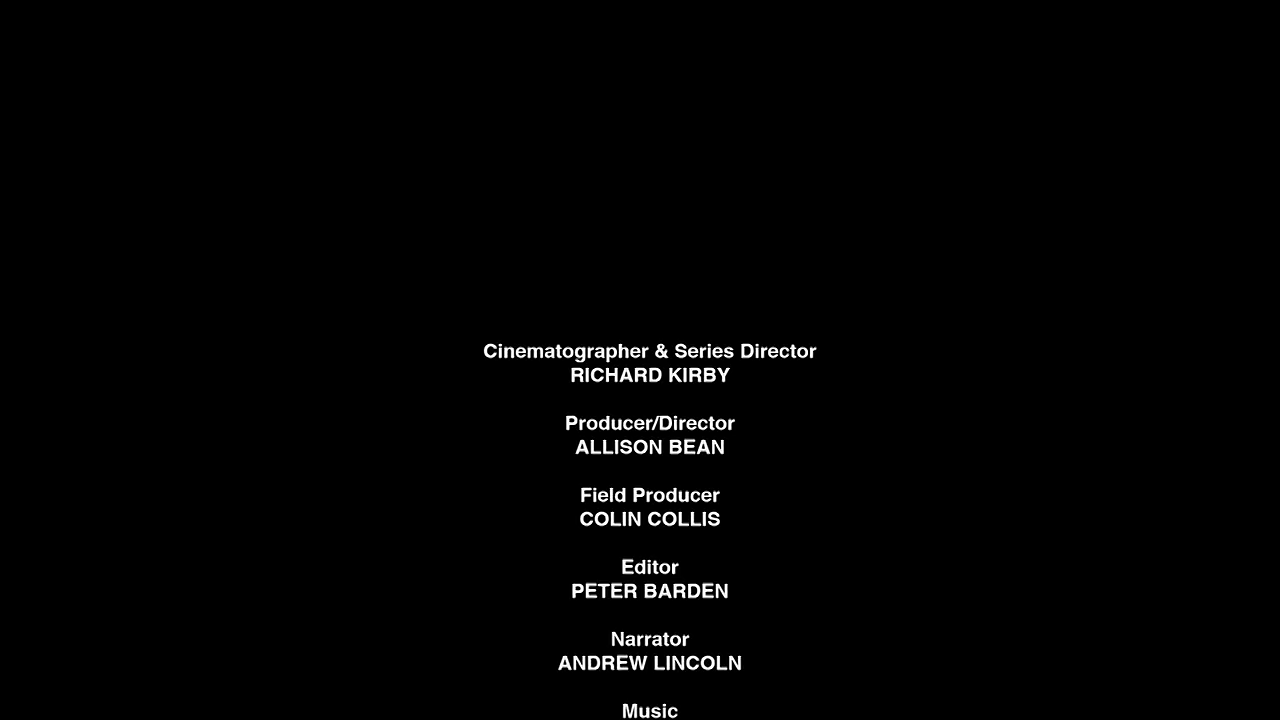 Cinematographer & Series Director
RICHARD KIRBY
Producer/Director
ALLISON BEAN
Field Producer
COLIN COLLIS
Editor
PETER BARDEN
Narrator
ANDREW LINCOLN
Music